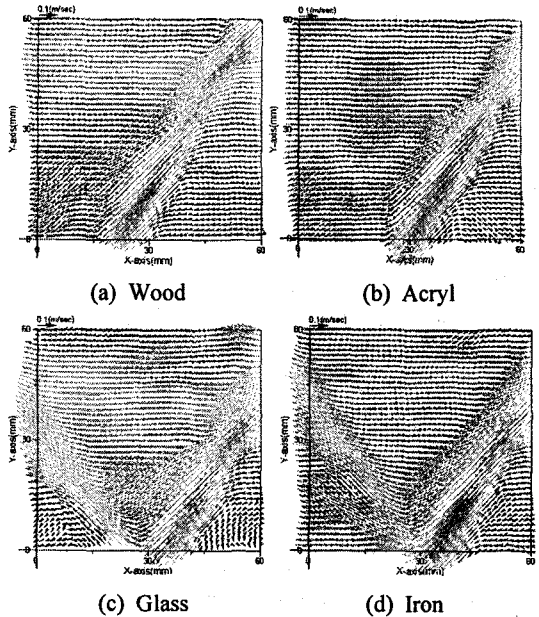 0.1(m/sec)
60
Y-axis(mm)
30
0
0
30
60
X-axis(mm)
(a) Wood
0.1(m/sec)
60
Y-axis(mm)
30
0
0
30
60
X-axis(mm)
(b) Acryl
0.1(m/sec)
60
Y-axis(mm)
30
0
0
30
60
X-axis(mm)
(c) Glass
0.1(m/sec)
60
Y-axis(mm)
30
0
0
30
60
X-axis(mm)
(d) Iron